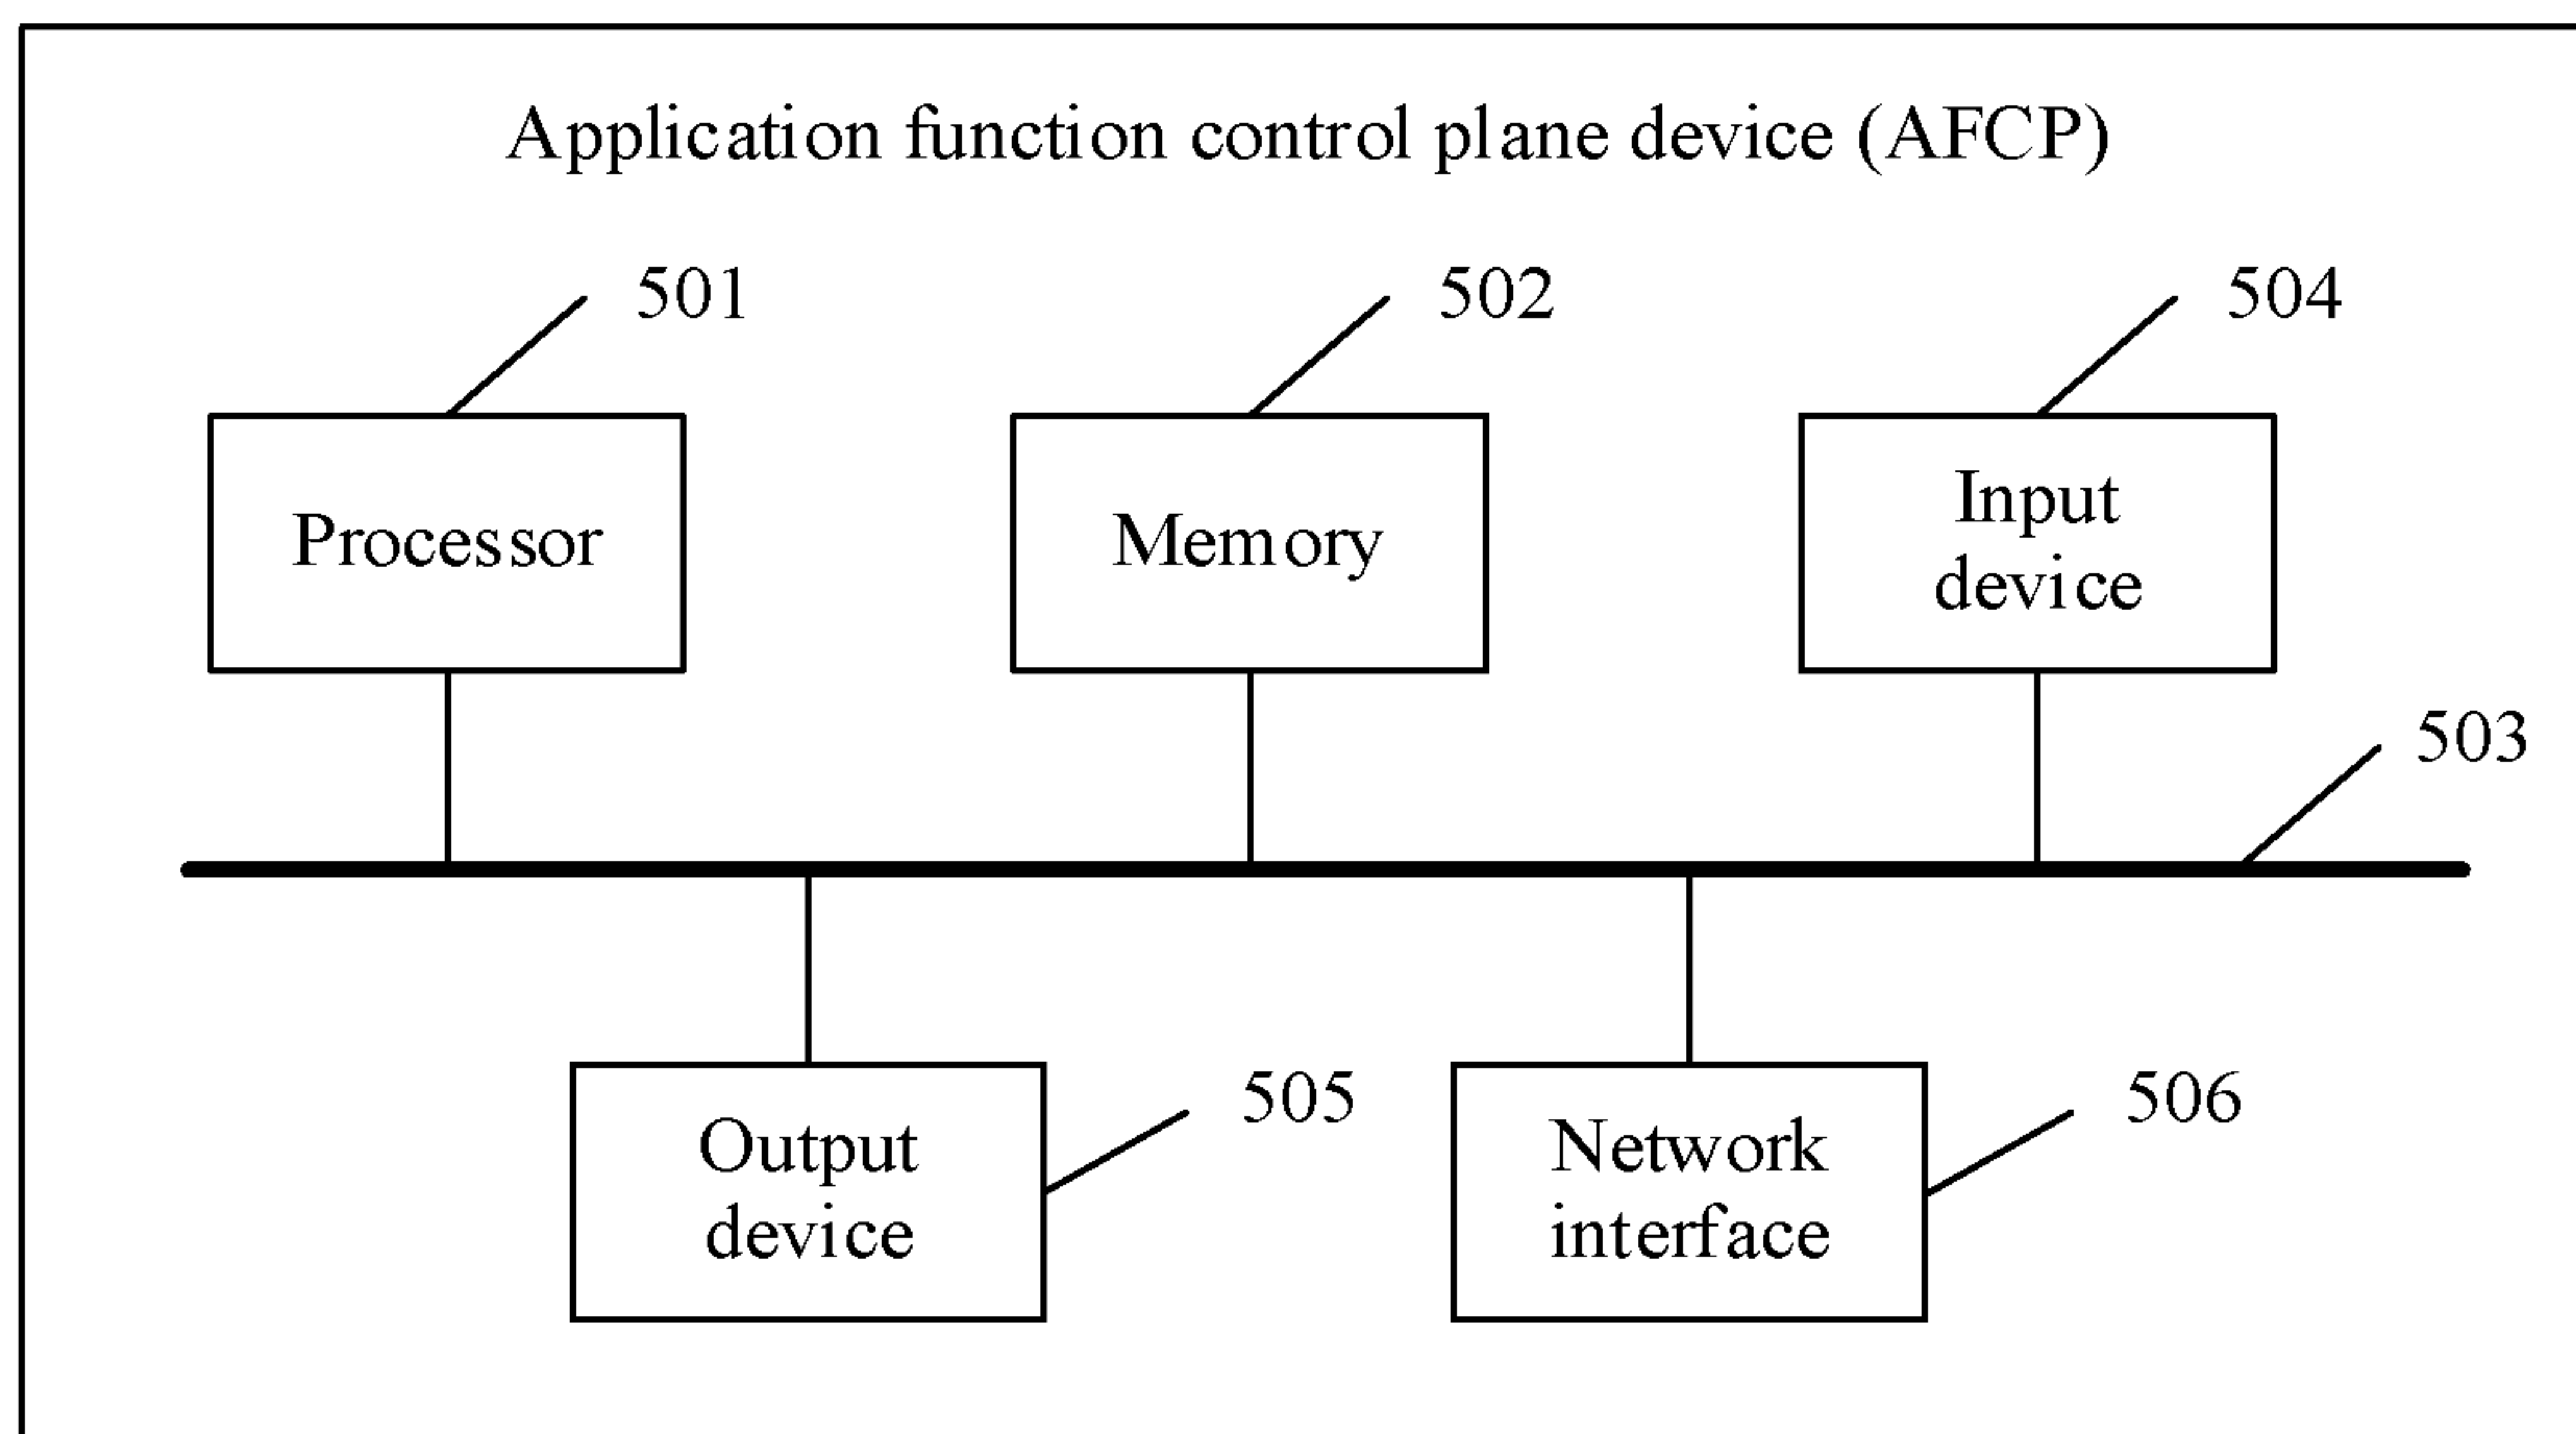 Application function control plane device (AFCP)
501
502
504
Processor
Memory
Input
device
503
Output
device
505
Network
interface
506